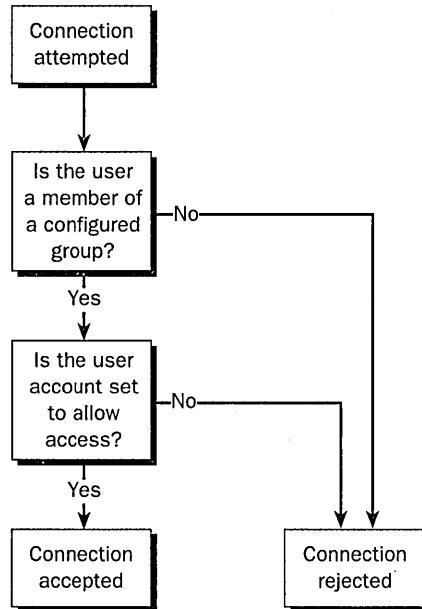 Connection
attempted
Is the user
a member of
a configured
group?
No
Yes
Is the user
account set
to allow
access?
No
Yes
Connection
accepted
Connection
rejected